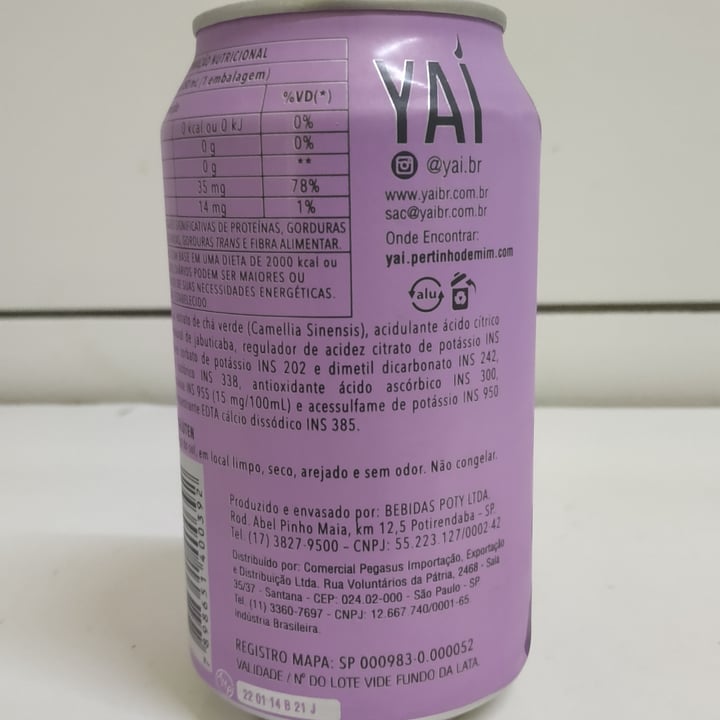 NUTRICIONAL
1 embalagem)
%VD(*)
0 kcal ou 0 kJ 0%
0 g 0%
0 g **
35 mg 78%
14 mg 1%
SIGNIFICATIVAS DE PROTEÍNAS, GORDURAS
GORDURAS TRANS E FIBRA ALIMENTAR.
BASE EM UMA DIETA DE 2000 kcal ou
PODEM SER MAIORES OU
DE SUAS NECESSIDADES ENERGÉTICAS.
YAÍ
@yai.br
www.yaibr.com.br
sac@yaibr.com.br
Onde Encontrar:
yai.pertinhodemim.com
alu
de chá verde (Camellia Sinensis), acidulante ácido cítrico
de jabuticaba, regulador de acidez citrato de potássio INS
de potássio INS 202 e dimetil dicarbonato INS 242,
INS 338, antioxidante ácido ascórbico INS 300,
INS 955 (15 mg/100mL) e acessulfame de potássio INS 950
EDTA cálcio dissódico INS 385.
em local limpo, seco, arejado e sem odor. Não congelar.
Produzido e envasado por: BEBIDAS POTY LTDA.
Rod. Abel Pinho Maia, km 12,5 Potirendaba - SP.
Tel. (17) 3827-9500 - CNPJ: 55.223.127/0002-42
Distribuído por: Comercial Pegasus Importação, Exportação
e Distribuição Ltda. Rua Voluntários da Pátria, 2468 - Sala
35/37 - Santana - CEP: 024.02-000 - São Paulo - SP
Tel. (11) 3360-7697 - CNPJ: 12.667.740/0001-65
Indústria Brasileira.
REGISTRO MAPA: SP 000983-0.000052
VALIDADE / Nº DO LOTE VIDE FUNDO DA LATA.
22 01 14 B 21 J